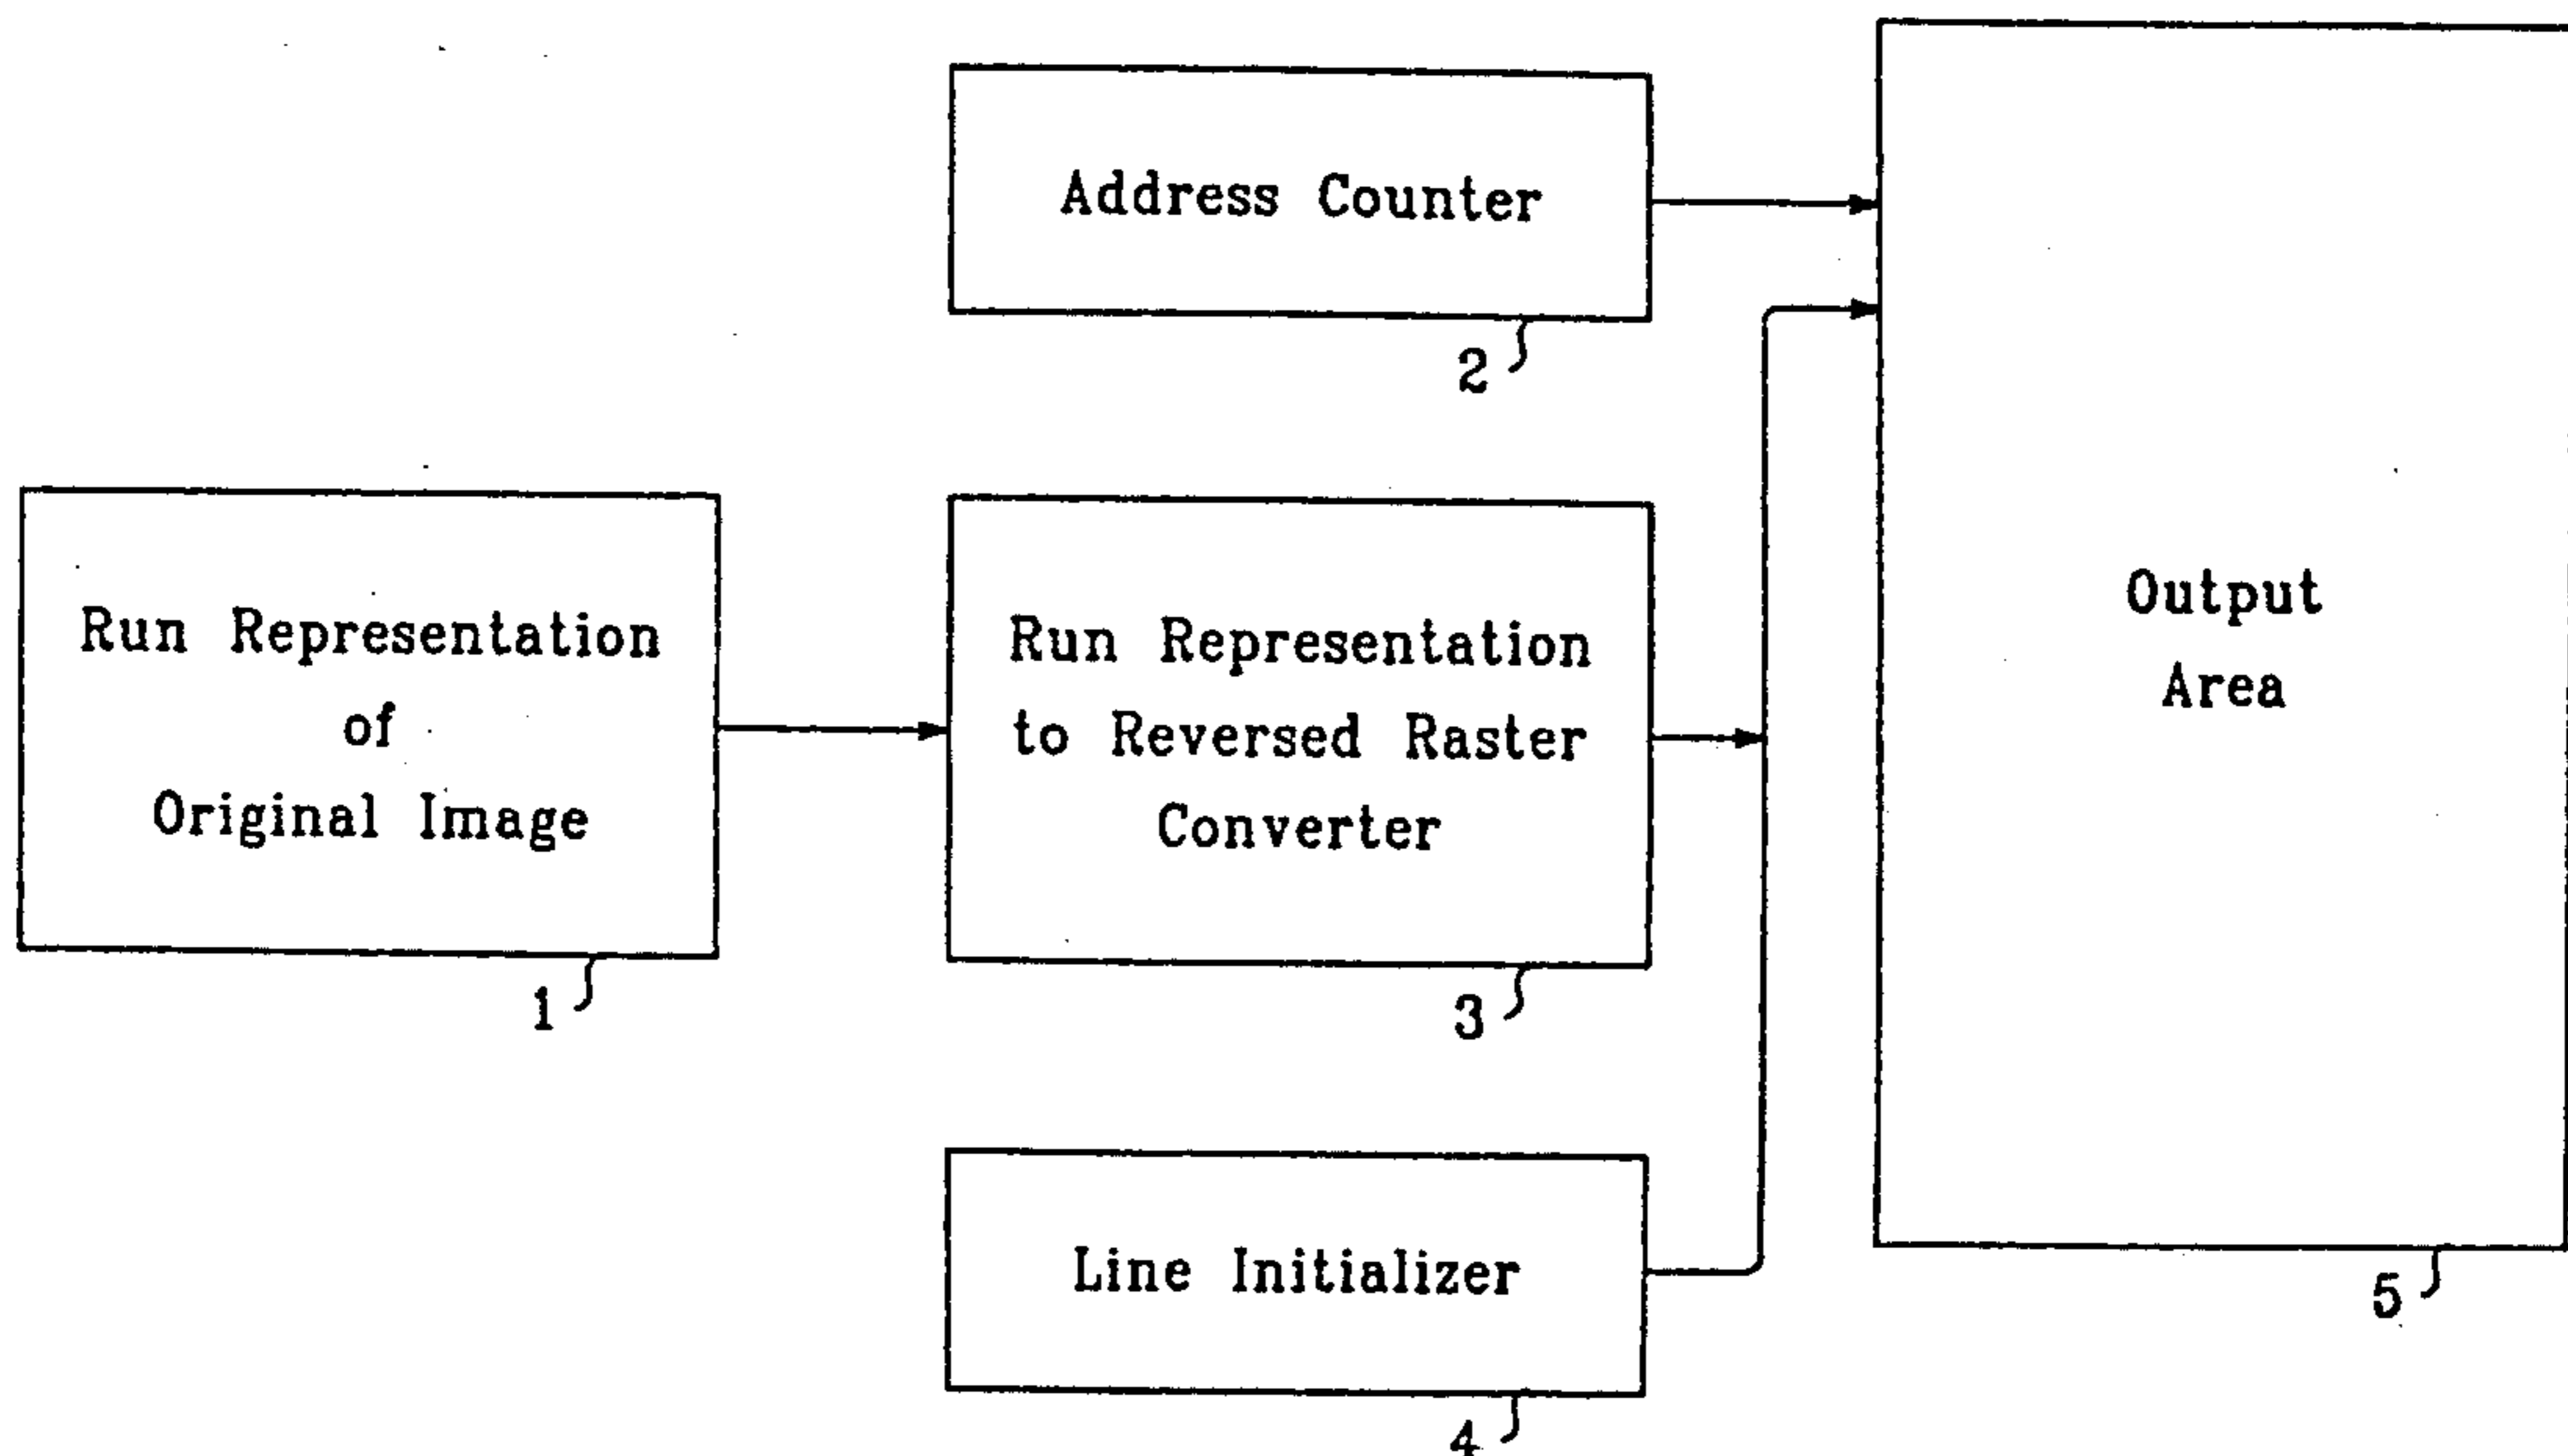 Address Counter
2
Run Representation
of
Original Image
1
Run Representation
to Reversed Raster
Converter
3
Line Initializer
4
Output
Area
5